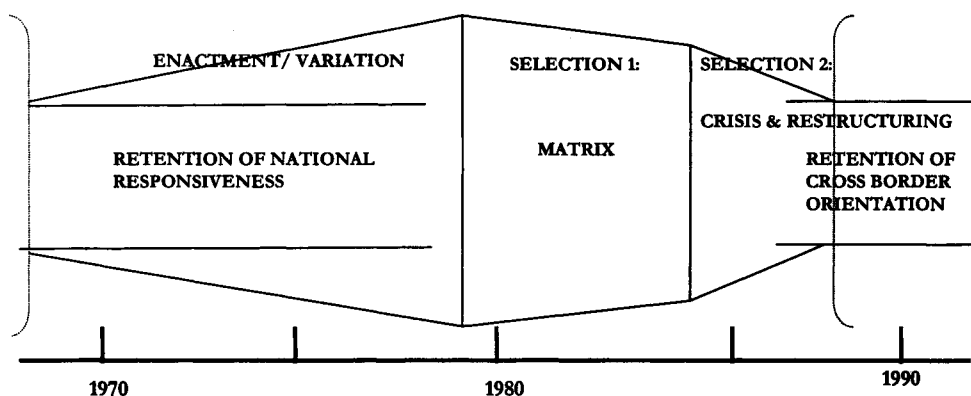 ENACTMENT/ VARIATION
SELECTION 1:
SELECTION 2:
CRISIS & RESTRUCTURING
MATRIX
RETENTION OF NATIONAL
RESPONSIVENESS
RETENTION OF
CROSS BORDER
ORIENTATION
1970
1980
1990